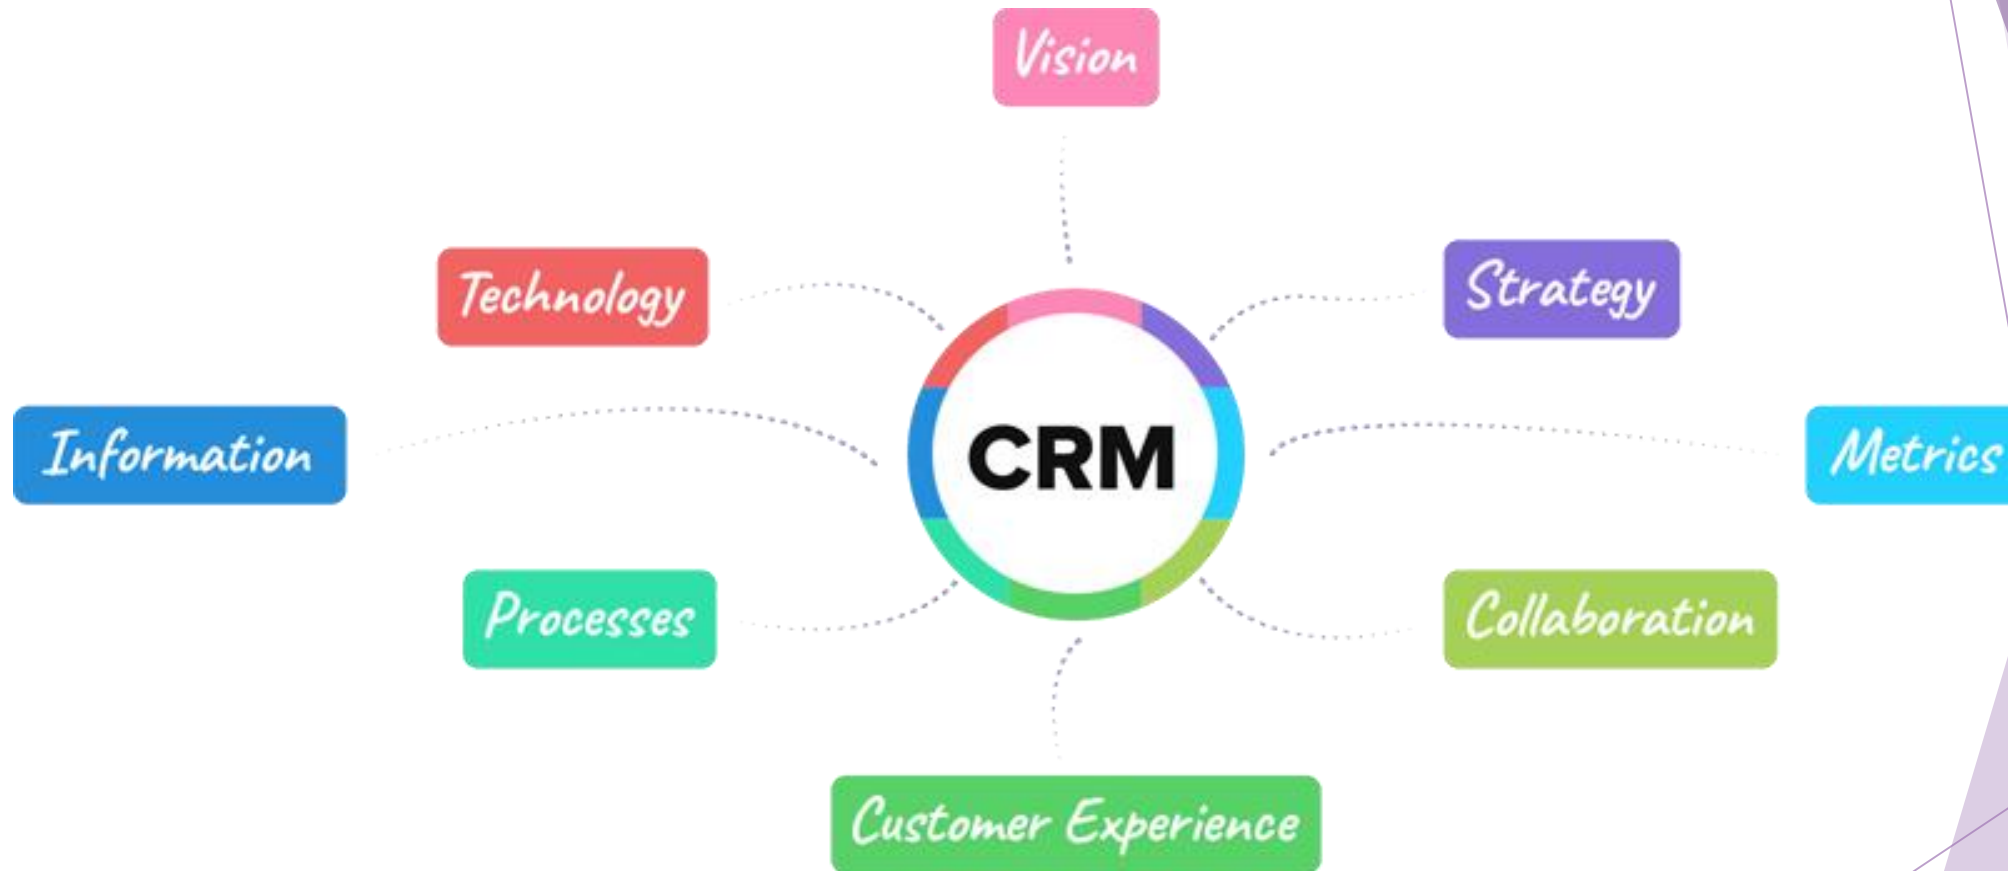 Vision
Technology
Strategy
Information
CRM
Metrics
Processes
Collaboration
Customer Experience